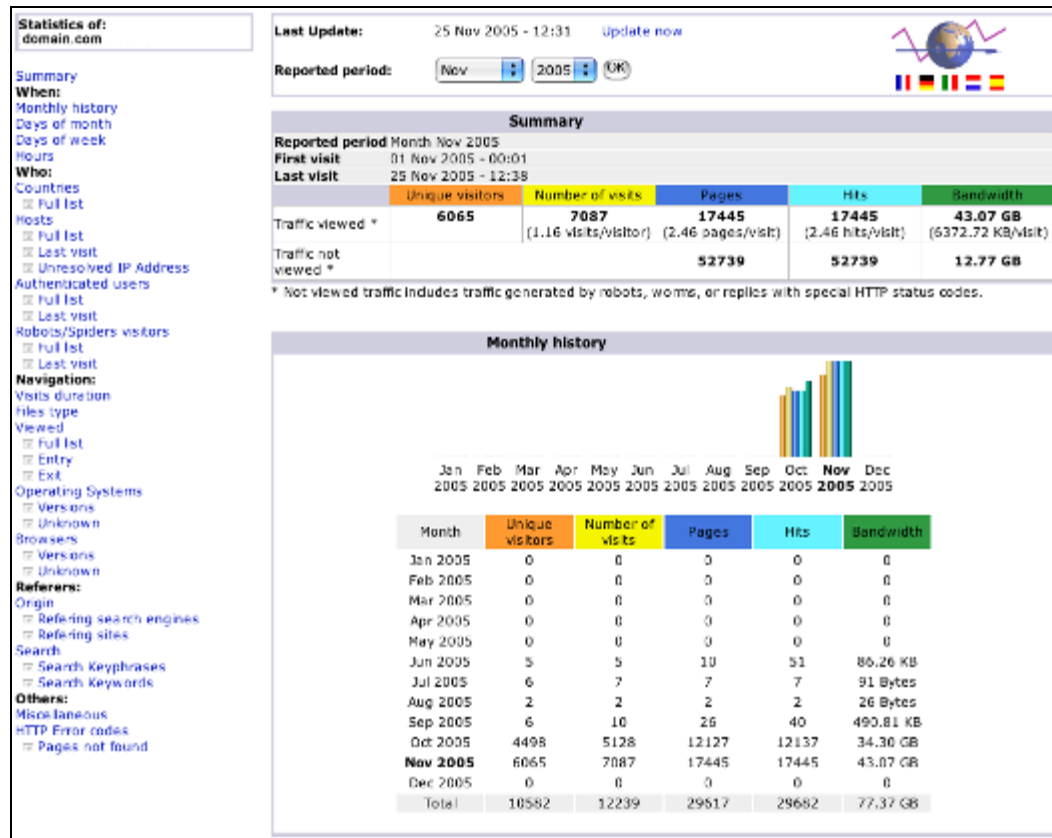 Statistics of:
domain.com
Summary
When:
Monthly history
Days of month
Days of week
Hours
Who:
Countries
Full list
Hosts
Full list
Last visit
Unresolved IP Address
Authenticated users
Full list
Last visit
Robots/Spiders visitors
Full list
Last visit
Navigation:
Visits duration
Files type
Viewed
Full list
Entry
Exit
Operating Systems
Versions
Unknown
Browsers
Versions
Unknown
Referers:
Origin
Refering search engines
Refering sites
Search
Search Keyphrases
Search Keywords
Others:
Miscellaneous
HTTP Error codes
Pages not found
Last Update: 25 Nov 2005 - 12:31 Update now
Reported period: Nov 2005 OK
Summary
Reported period Month Nov 2005
First visit 01 Nov 2005 - 00:01
Last visit 25 Nov 2005 - 12:38
Unique visitors Number of visits Pages Hits Bandwidth
Traffic viewed * 6065 7087 17445 17445 43.07 GB
(1.16 visits/visitor) (2.46 pages/visit) (2.46 hits/visit) (6372.72 KB/visit)
Traffic not
viewed * 52739 52739 12.77 GB
* Not viewed traffic includes traffic generated by robots, worms, or replies with special HTTP status codes.
Monthly history
Jan Feb Mar Apr May Jun Jul Aug Sep Oct Nov Dec
2005 2005 2005 2005 2005 2005 2005 2005 2005 2005 2005 2005
Month Unique visitors Number of visits Pages Hits Bandwidth
Jan 2005 0 0 0 0 0
Feb 2005 0 0 0 0 0
Mar 2005 0 0 0 0 0
Apr 2005 0 0 0 0 0
May 2005 0 0 0 0 0
Jun 2005 5 5 10 51 86.26 KB
Jul 2005 6 7 7 7 91 Bytes
Aug 2005 2 2 2 2 26 Bytes
Sep 2005 6 10 26 40 490.81 KB
Oct 2005 4498 5128 12127 12137 34.30 GB
Nov 2005 6065 7087 17445 17445 43.07 GB
Dec 2005 0 0 0 0 0
Total 10582 12239 29617 29682 77.37 GB